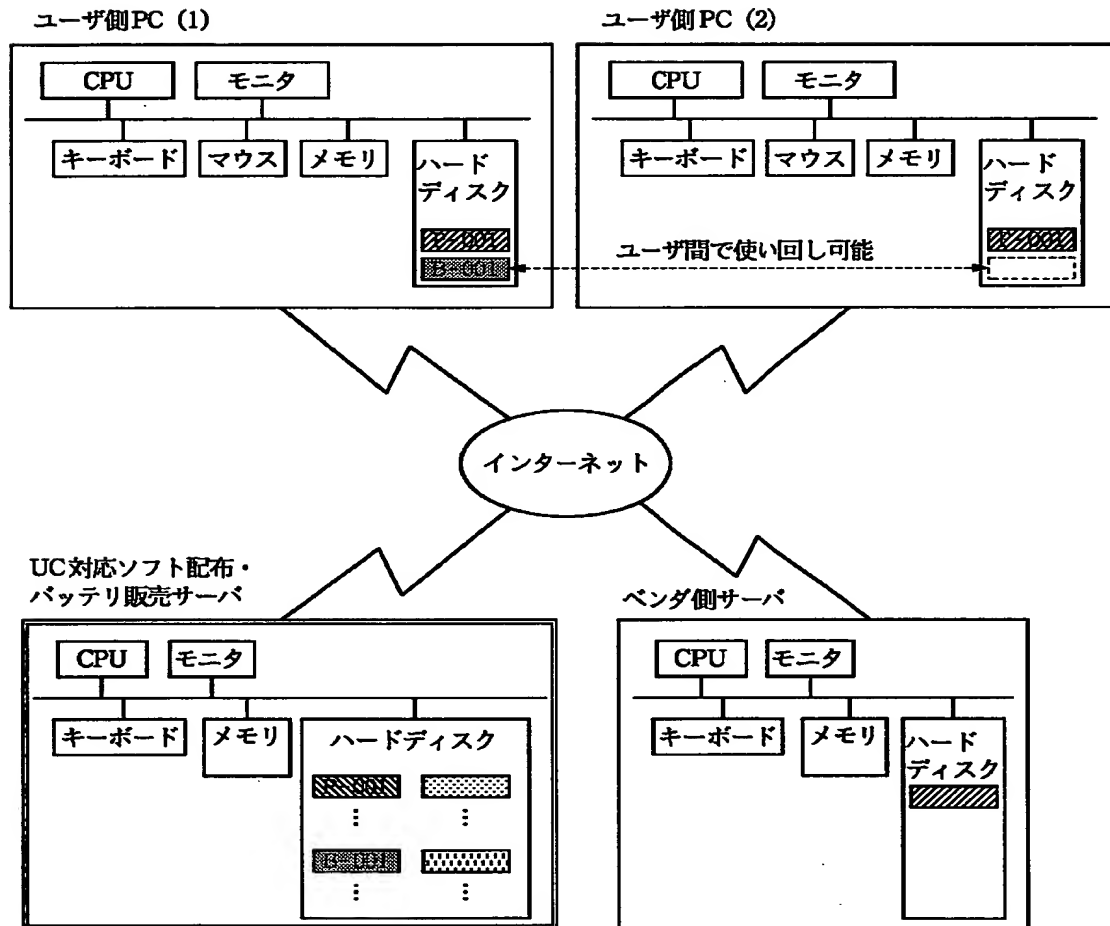 ユーザ側PC (1)
CPU
モニタ
キーボード
マウス
メモリ
ハード
ディスク
B-001
ユーザ側PC (2)
CPU
モニタ
キーボード
マウス
メモリ
ハード
ディスク
ユーザ間で使い回し可能
インターネット
UC対応ソフト配布・
バッテリ販売サーバ
CPU
モニタ
キーボード
メモリ
ハードディスク
B-001
ベンダ側サーバ
CPU
モニタ
キーボード
メモリ
ハード
ディスク